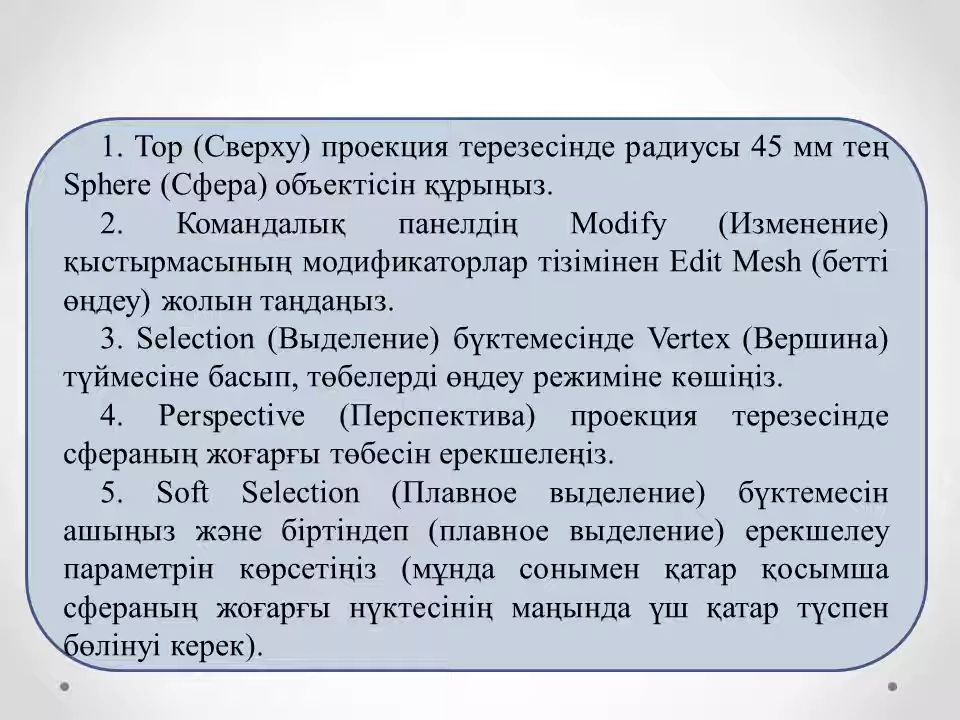 1. Top (Сверху) проекция терезесінде радиусы 45 мм тең
Sphere (Сфера) объектісін құрыңыз.
2. Командалық панелдің Modify (Изменение)
қыстырмасының модификаторлар тізімінен Edit Mesh (бетті
өңдеу) жолын таңдаңыз.
3. Selection (Выделение) бүктемесінде Vertex (Вершина)
түймесіне басып, төбелерді өңдеу режиміне көшіңіз.
4. Perspective (Перспектива) проекция терезесінде
сфераның жоғарғы төбесін ерекшелеңіз.
5. Soft Selection (Плавное выделение) бүктемесін
ашыңыз және біртіндеп (плавное выделение) ерекшелеу
параметрін көрсетіңіз (мұнда сонымен қатар қосымша
сфераның жоғарғы нүктесінің маңында үш қатар түспен
бөлінуі керек).